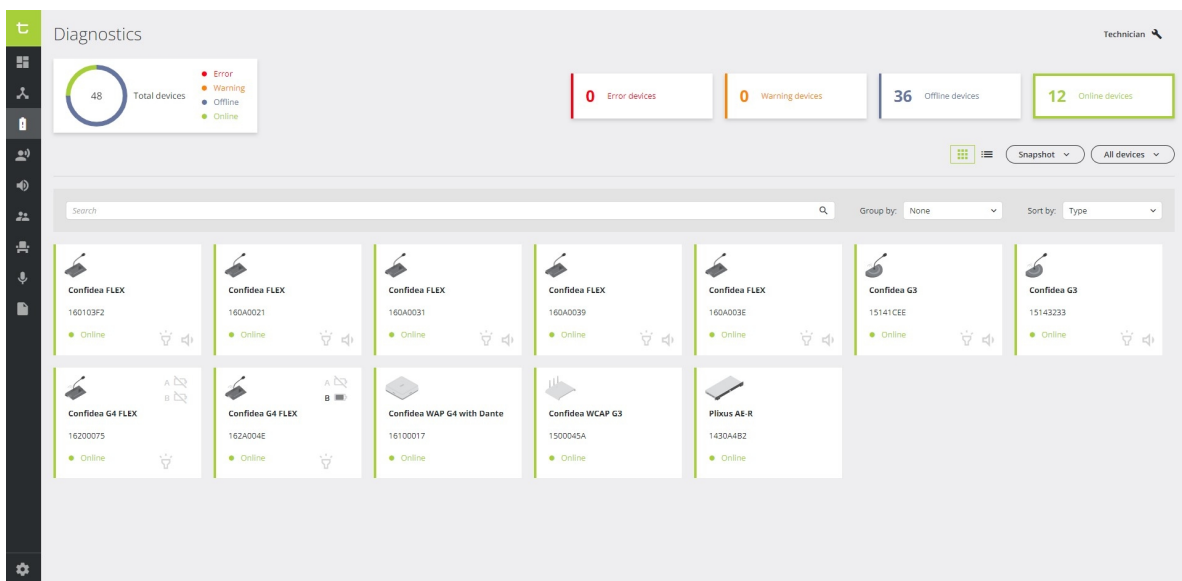 Diagnostics
Technician
48
Total devices
Error
Warning
Offline
Online
0 Error devices
0 Warning devices
36 Offline devices
12 Online devices
Snapshot
All devices
Search
Group by: None
Sort by: Type
Confidea FLEX
160103F2
Online
Confidea FLEX
160A0021
Online
Confidea FLEX
160A0031
Online
Confidea FLEX
160A0039
Online
Confidea FLEX
160A003E
Online
Confidea G3
15141CEE
Online
Confidea G3
15143233
Online
A
B
Confidea G4 FLEX
16200075
Online
A
B
Confidea G4 FLEX
162A004E
Online
Confidea WAP G4 with Dante
16100017
Online
Confidea WCAP G3
1500045A
Online
Plixus AE-R
1430A4B2
Online